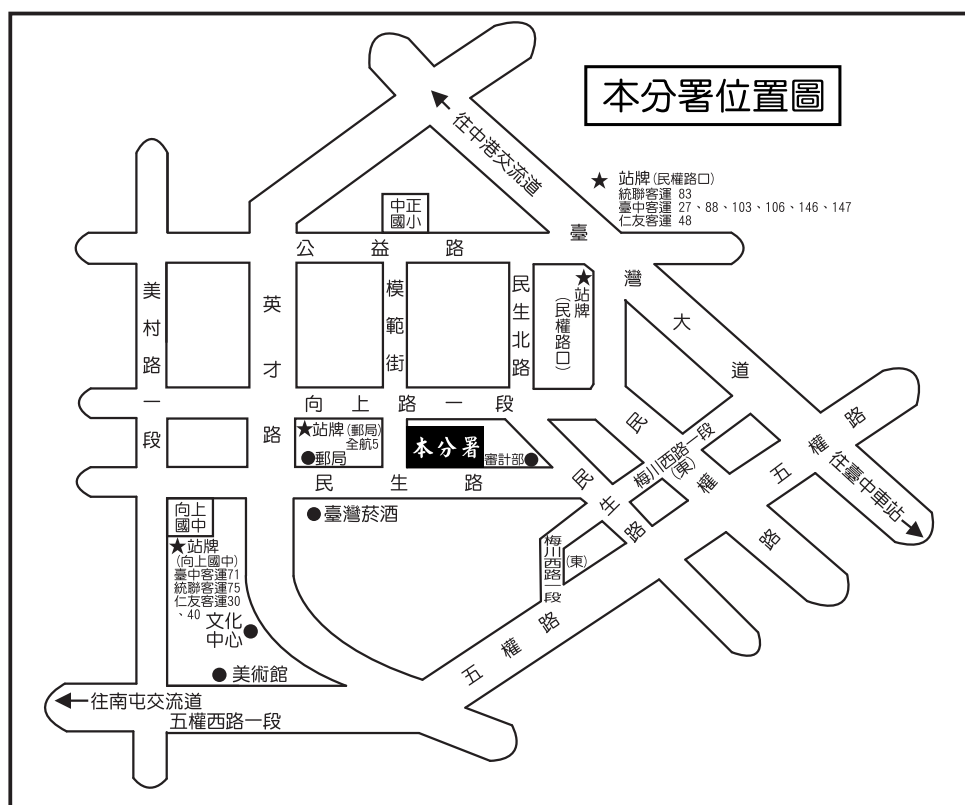 本分署位置圖
往中港交流道
★ 站牌(民權路口)
統聯客運 83
臺中客運 27、88、103、106、146、147
仁友客運 48
中正
國小
公益路
臺灣大道
美村路一段
英才路
模範街
民生北路
★站牌
(民權路口)
向上路一段
★站牌(郵局)
全航5
●郵局
本分署
審計部●
民生路
民權路
梅川西路一段
(東)
五權路
往臺中車站
民生路
向上
國中
●臺灣菸酒
★站牌
(向上國中)
臺中客運71
統聯客運75
仁友客運30
、40
文化
中心●
●美術館
梅川西路一段
(東)
五權路
往南屯交流道
五權西路一段